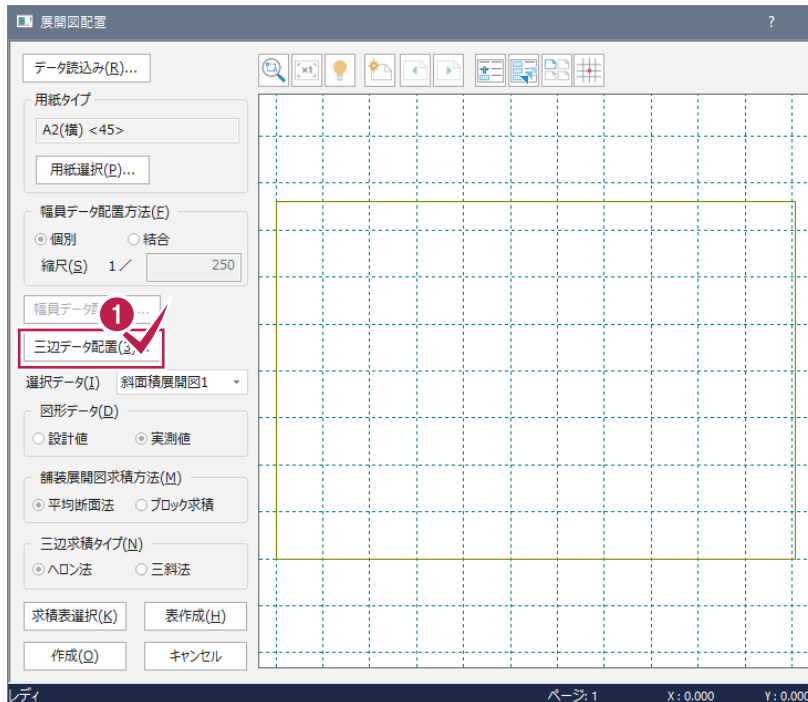 展開図配置 ?
データ読込み(R)...
用紙タイプ
A2(横) <45>
用紙選択(P)...
幅員データ配置方法(F)
個別 結合
縮尺(S) 1/ 250
幅員データ ...
1
三辺データ配置(3)...
選択データ(I) 斜面積展開図1
図形データ(D)
設計値 実測値
舗装展開図求積方法(M)
平均断面法 ブロック求積
三辺求積タイプ(N)
ヘロン法 三斜法
求積表選択(K) 表作成(H)
作成(O) キャンセル
×1
レディ ページ: 1 X : 0.000 Y : 0.000